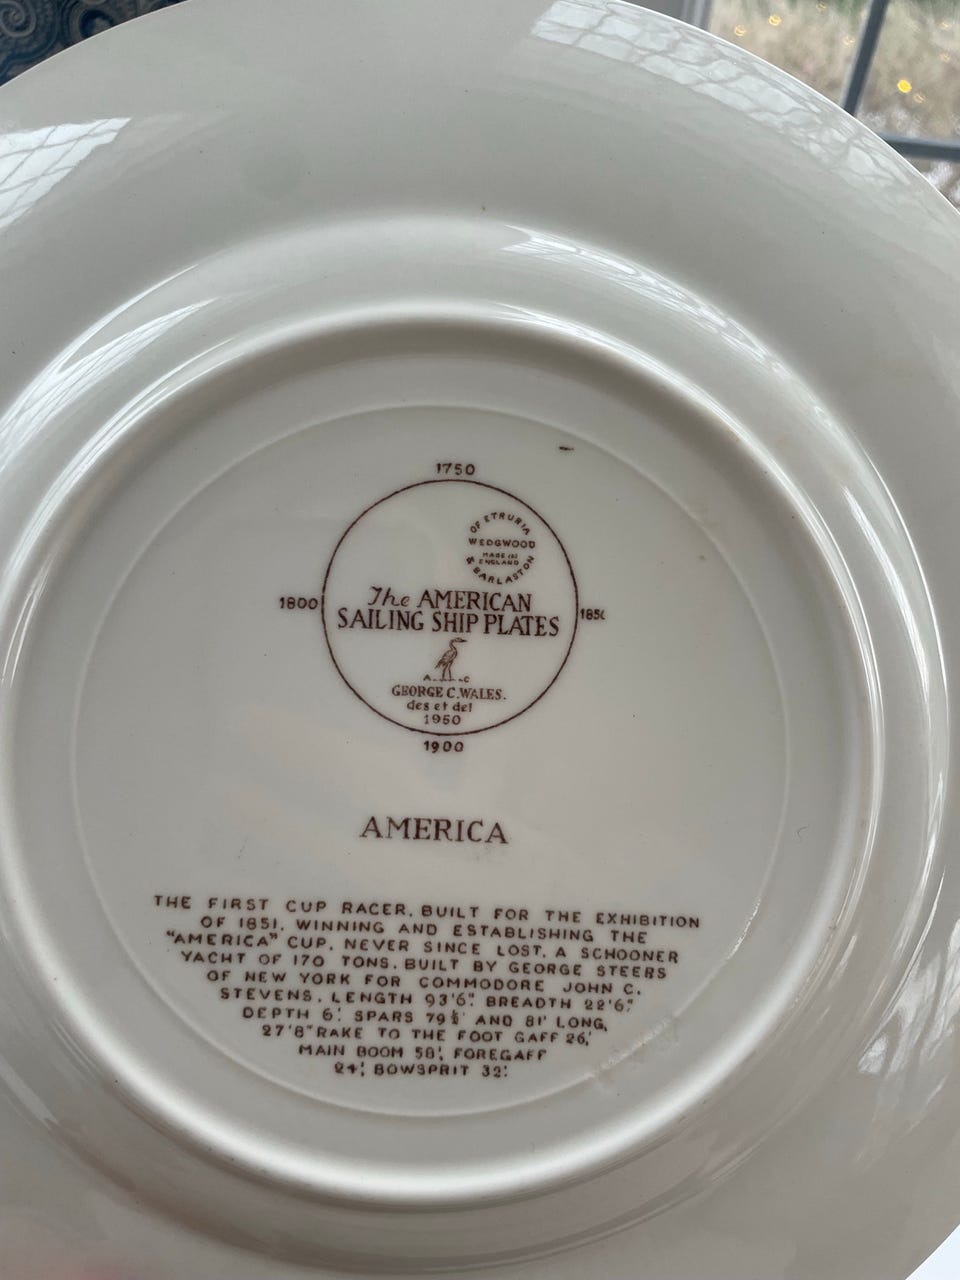 1750
OF ETRURIA
WEDGWOOD
MADE IN
ENGLAND
& BARLASTON
1800
The AMERICAN
SAILING SHIP PLATES
185
A C
GEORGE C. WALES.
des et del
1950
1900
AMERICA
THE FIRST CUP RACER. BUILT FOR THE EXHIBITION
OF 1851. WINNING AND ESTABLISHING THE
"AMERICA" CUP. NEVER SINCE LOST. A SCHOONER
YACHT OF 170 TONS. BUILT BY GEORGE STEERS
OF NEW YORK FOR COMMODORE JOHN C.
STEVENS. LENGTH 93'6". BREADTH 22'6".
DEPTH 6'. SPARS 79½' AND 81' LONG,
27'8" RAKE TO THE FOOT GAFF 26,'
MAIN BOOM 58', FOREGAFF
24', BOWSPRIT 32'.